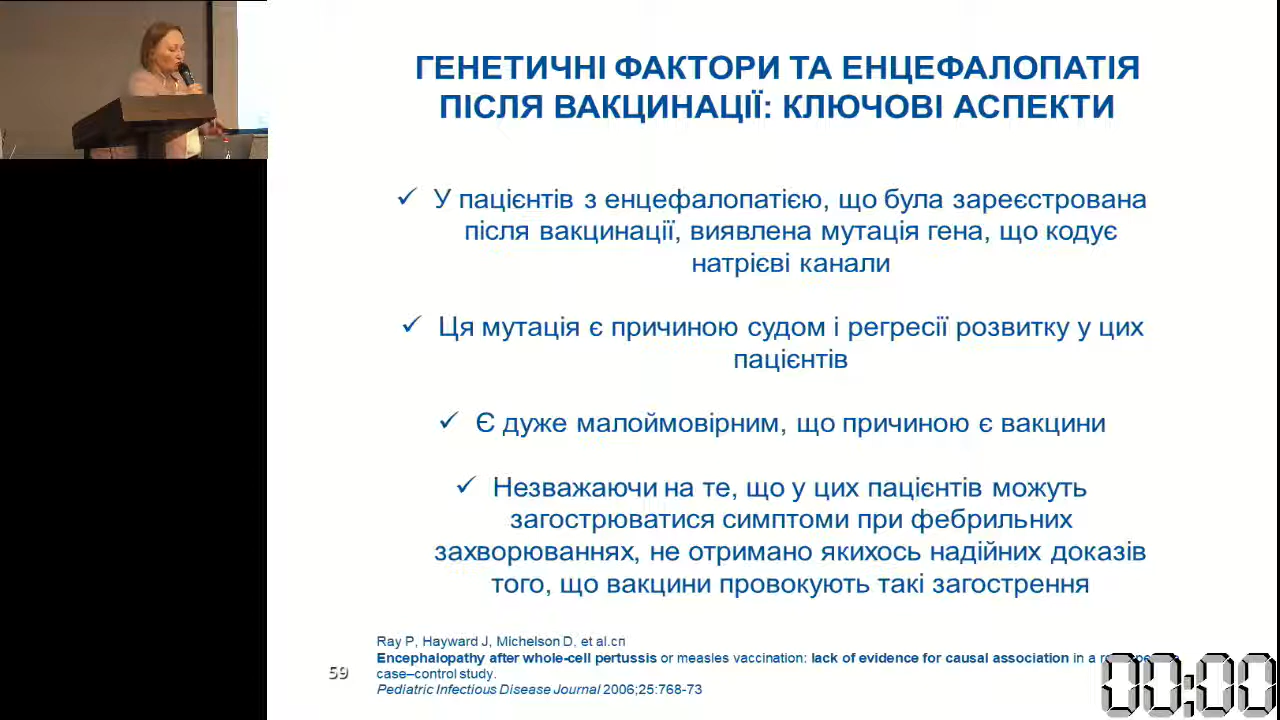 ГЕНЕТИЧНІ ФАКТОРИ ТА ЕНЦЕФАЛОПАТІЯ
ПІСЛЯ ВАКЦИНАЦІЇ: КЛЮЧОВІ АСПЕКТИ
✓ У пацієнтів з енцефалопатією, що була зареєстрована
після вакцинації, виявлена мутація гена, що кодує
натрієві канали
✓ Ця мутація є причиною судом і регресії розвитку у цих
пацієнтів
✓ Є дуже малоймовірним, що причиною є вакцини
✓ Незважаючи на те, що у цих пацієнтів можуть
загострюватися симптоми при фебрильних
захворюваннях, не отримано якихось надійних доказів
того, що вакцини провокують такі загострення
Ray P, Hayward J, Michelson D, et al.сп
Encephalopathy after whole-cell pertussis or measles vaccination: lack of evidence for causal association in a
case–control study.
Pediatric Infectious Disease Journal 2006;25:768-73
59
00:00